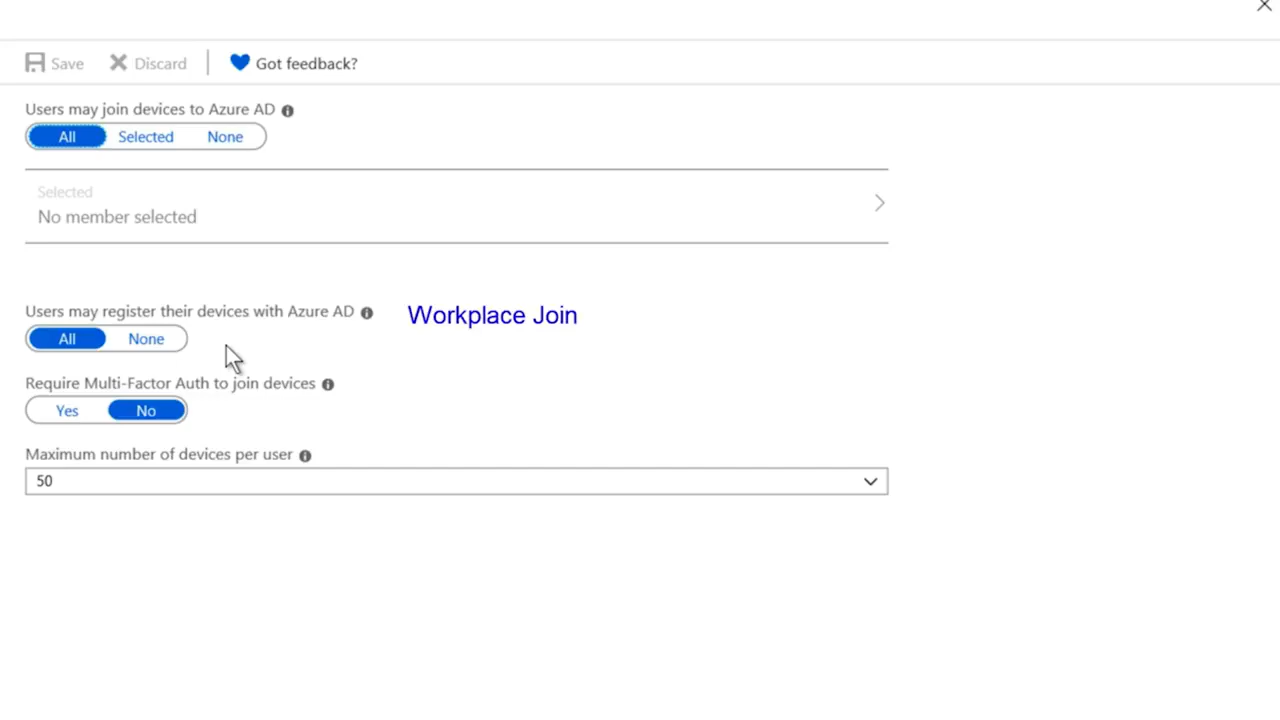 Save Discard Got feedback?
Users may join devices to Azure AD
All Selected None
Selected
No member selected
Users may register their devices with Azure AD Workplace Join
All None
Require Multi-Factor Auth to join devices
Yes No
Maximum number of devices per user
50